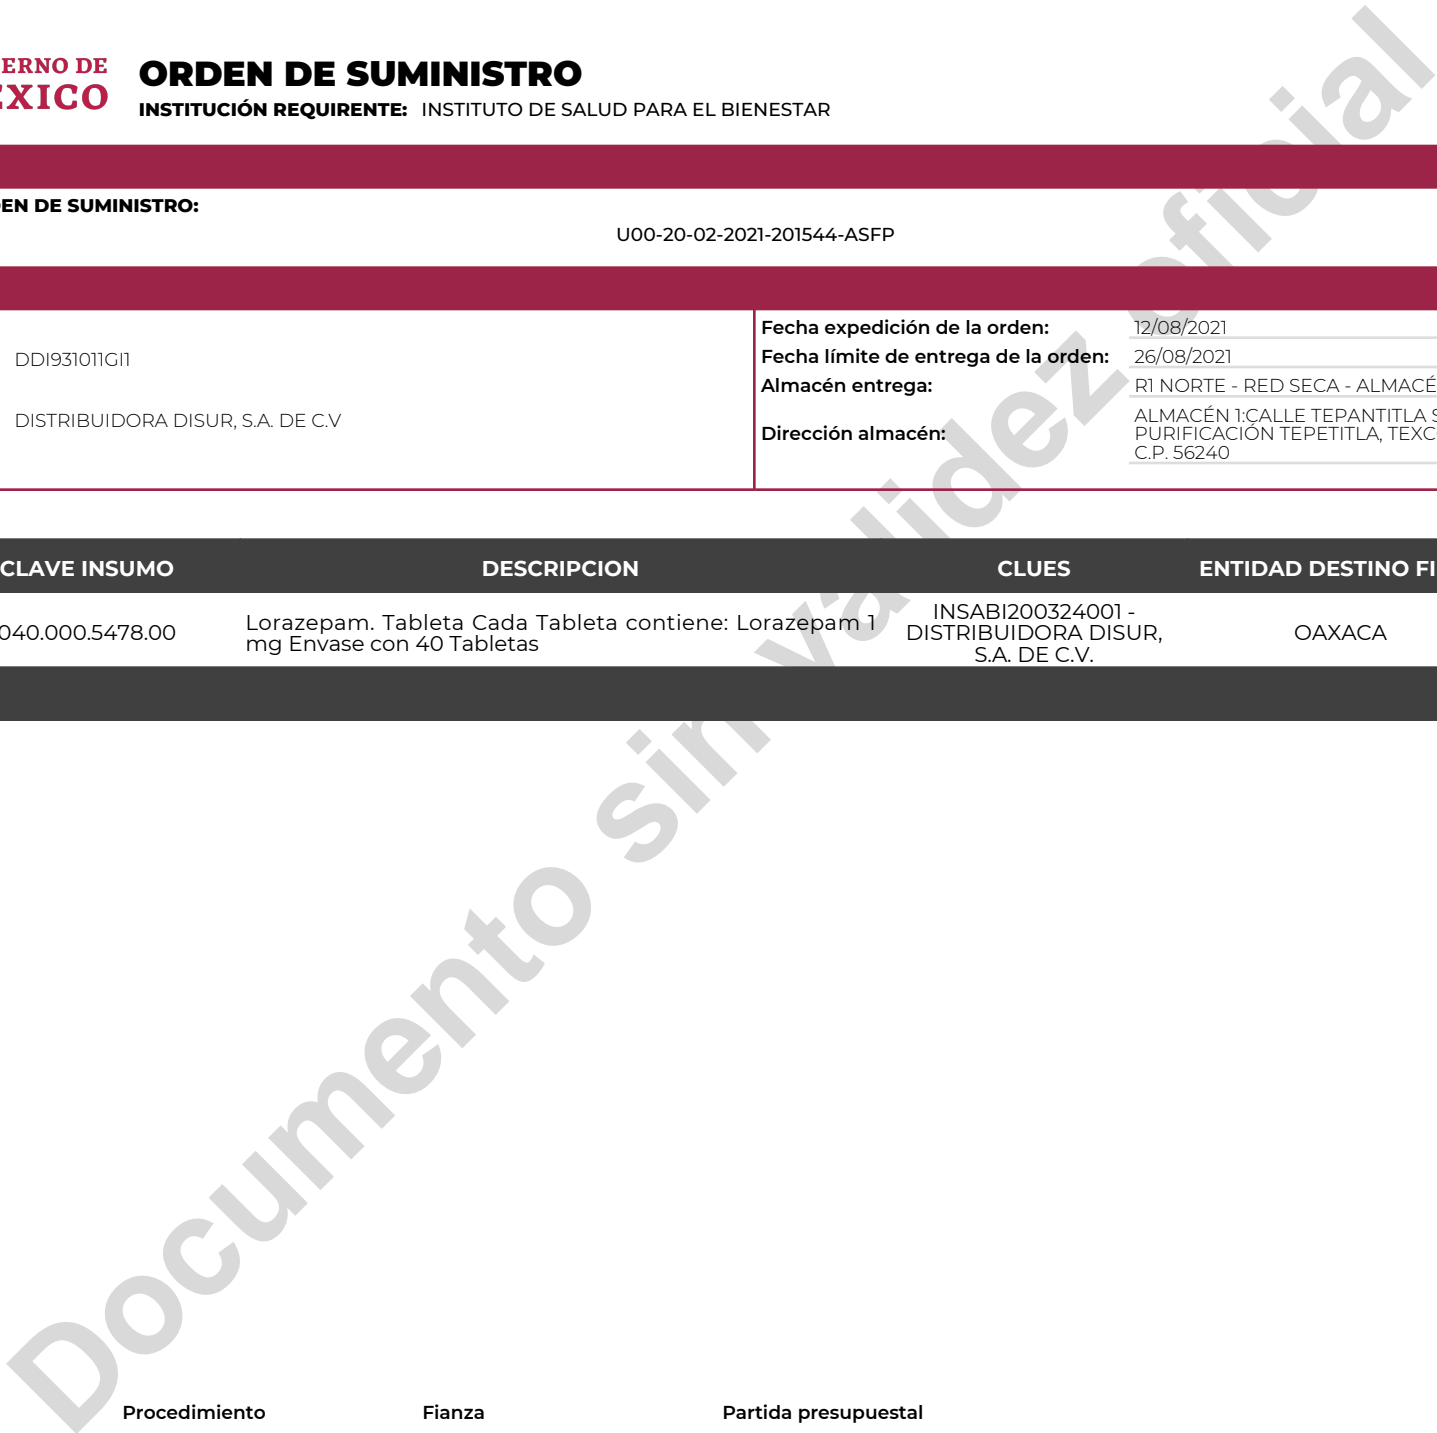 ERNO DE
EXICO
ORDEN DE SUMINISTRO
INSTITUCIÓN REQUIRENTE: INSTITUTO DE SALUD PARA EL BIENESTAR
EN DE SUMINISTRO:
U00-20-02-2021-201544-ASFP
DDI931011GI1
DISTRIBUIDORA DISUR, S.A. DE C.V
Fecha expedición de la orden: 12/08/2021
Fecha límite de entrega de la orden: 26/08/2021
Almacén entrega: R1 NORTE - RED SECA - ALMACÉ
Dirección almacén:
ALMACÉN 1:CALLE TEPANTITLA S
PURIFICACIÓN TEPETITLA, TEXC
C.P. 56240
CLAVE INSUMO DESCRIPCION CLUES ENTIDAD DESTINO FI
040.000.5478.00
Lorazepam. Tableta Cada Tableta contiene: Lorazepam 1
mg Envase con 40 Tabletas
INSABI200324001 -
DISTRIBUIDORA DISUR,
S.A. DE C.V.
OAXACA
Documento sin validez oficial
Procedimiento Fianza Partida presupuestal